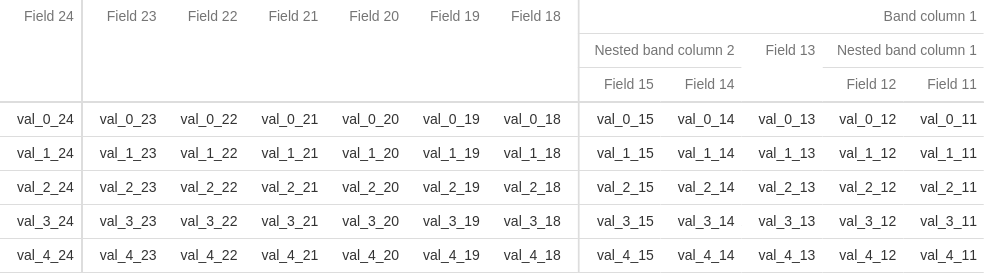 Field 24 Field 23 Field 22 Field 21 Field 20 Field 19 Field 18 Band column 1
Nested band column 2 Field 13 Nested band column 1
Field 15 Field 14 Field 12 Field 11
val_0_24 val_0_23 val_0_22 val_0_21 val_0_20 val_0_19 val_0_18 val_0_15 val_0_14 val_0_13 val_0_12 val_0_11
val_1_24 val_1_23 val_1_22 val_1_21 val_1_20 val_1_19 val_1_18 val_1_15 val_1_14 val_1_13 val_1_12 val_1_11
val_2_24 val_2_23 val_2_22 val_2_21 val_2_20 val_2_19 val_2_18 val_2_15 val_2_14 val_2_13 val_2_12 val_2_11
val_3_24 val_3_23 val_3_22 val_3_21 val_3_20 val_3_19 val_3_18 val_3_15 val_3_14 val_3_13 val_3_12 val_3_11
val_4_24 val_4_23 val_4_22 val_4_21 val_4_20 val_4_19 val_4_18 val_4_15 val_4_14 val_4_13 val_4_12 val_4_11